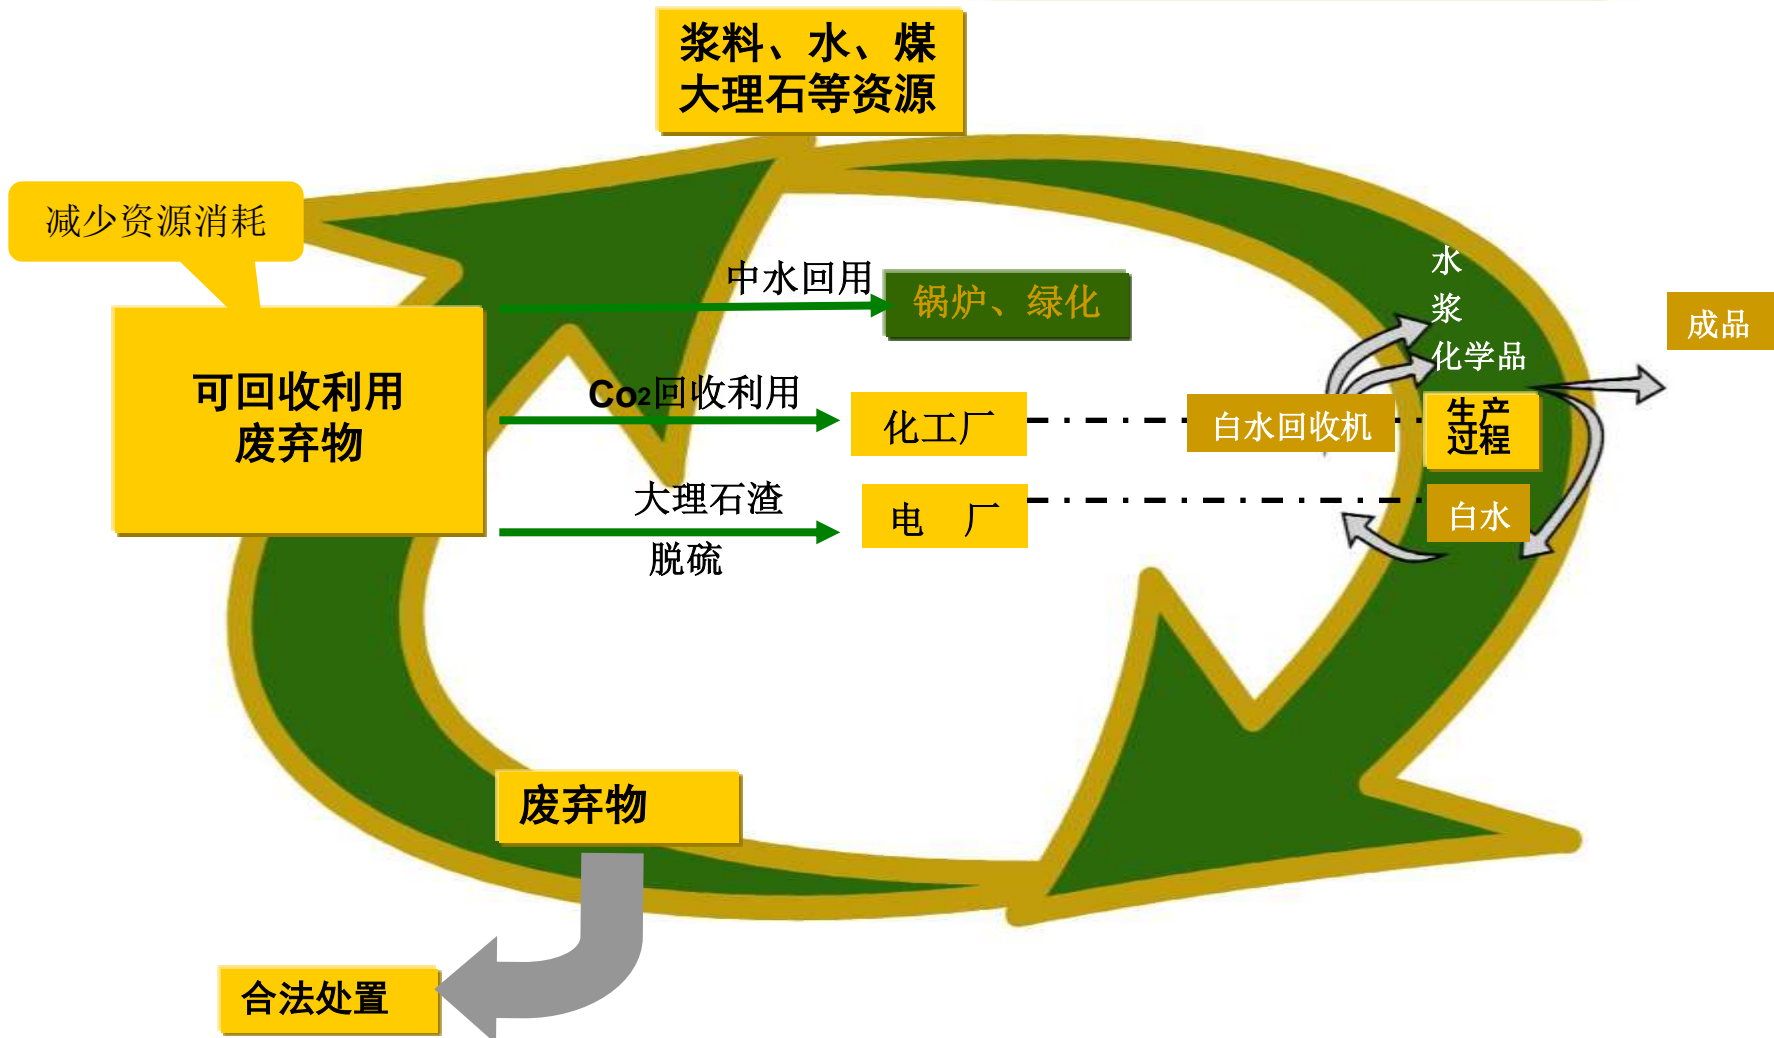 浆料、水、煤
大理石等资源
减少资源消耗
中水回用
锅炉、绿化
水
浆
化学品
成品
可回收利用
废弃物
Co2回收利用
化工厂
白水回收机
生产
过程
大理石渣
脱硫
电 厂
白水
废弃物
合法处置